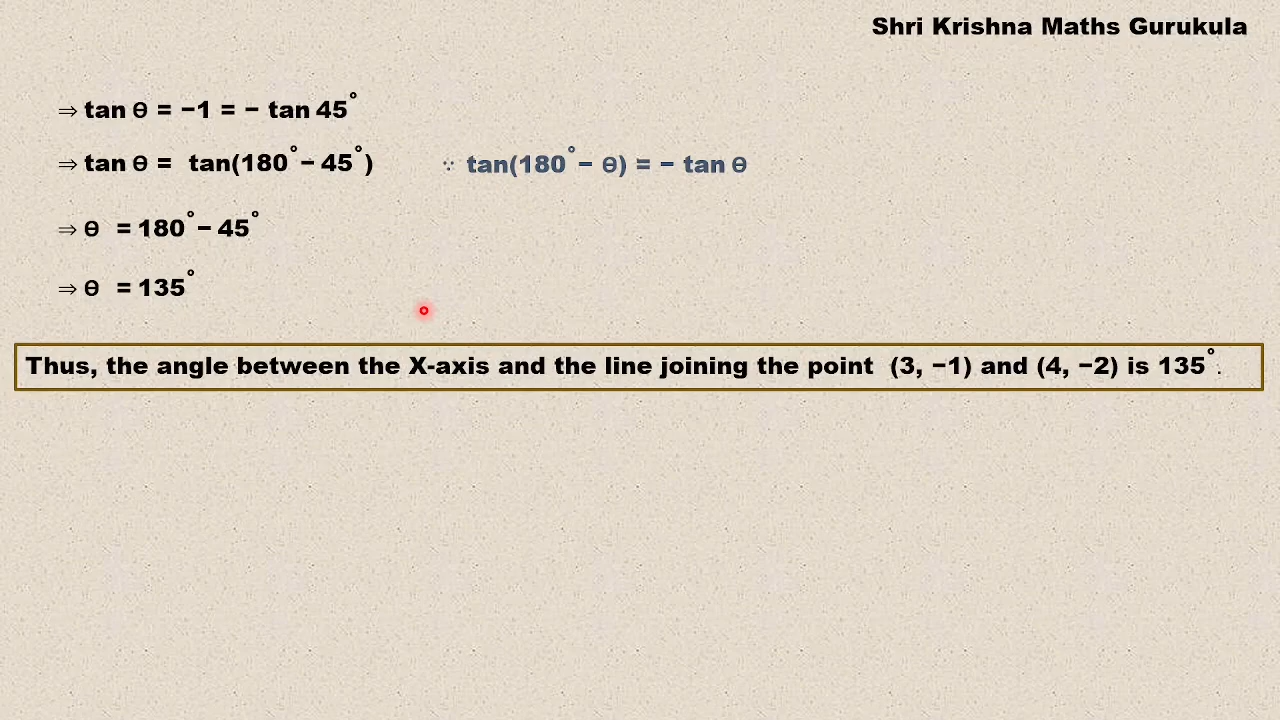 Shri Krishna Maths Gurukula
⇒ tan θ = −1 = − tan 45°
⇒ tan θ = tan(180° − 45°) ∵ tan(180° − θ) = − tan θ
⇒ θ = 180° − 45°
⇒ θ = 135°
Thus, the angle between the X-axis and the line joining the point (3, −1) and (4, −2) is 135°.